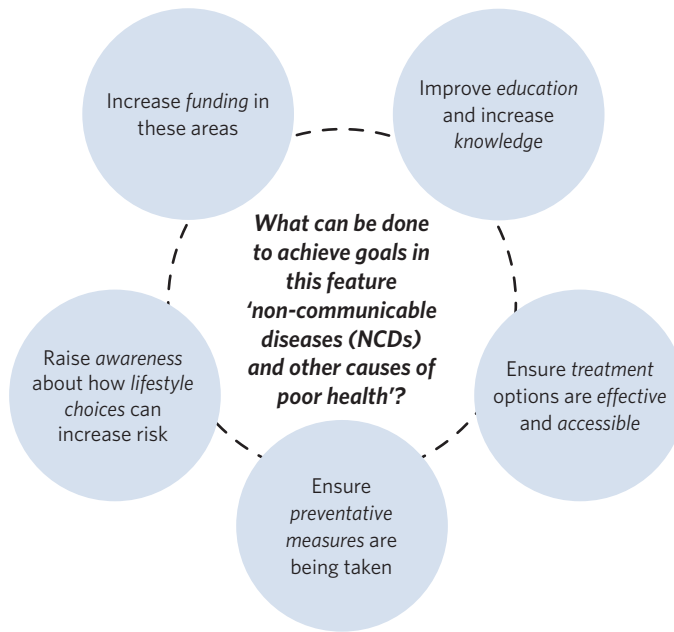 Increase funding in
these areas
Improve education
and increase
knowledge
What can be done
to achieve goals in
this feature
‘non-communicable
diseases (NCDs)
and other causes of
poor health’?
Raise awareness
about how lifestyle
choices can
increase risk
Ensure treatment
options are effective
and accessible
Ensure
preventative
measures are
being taken